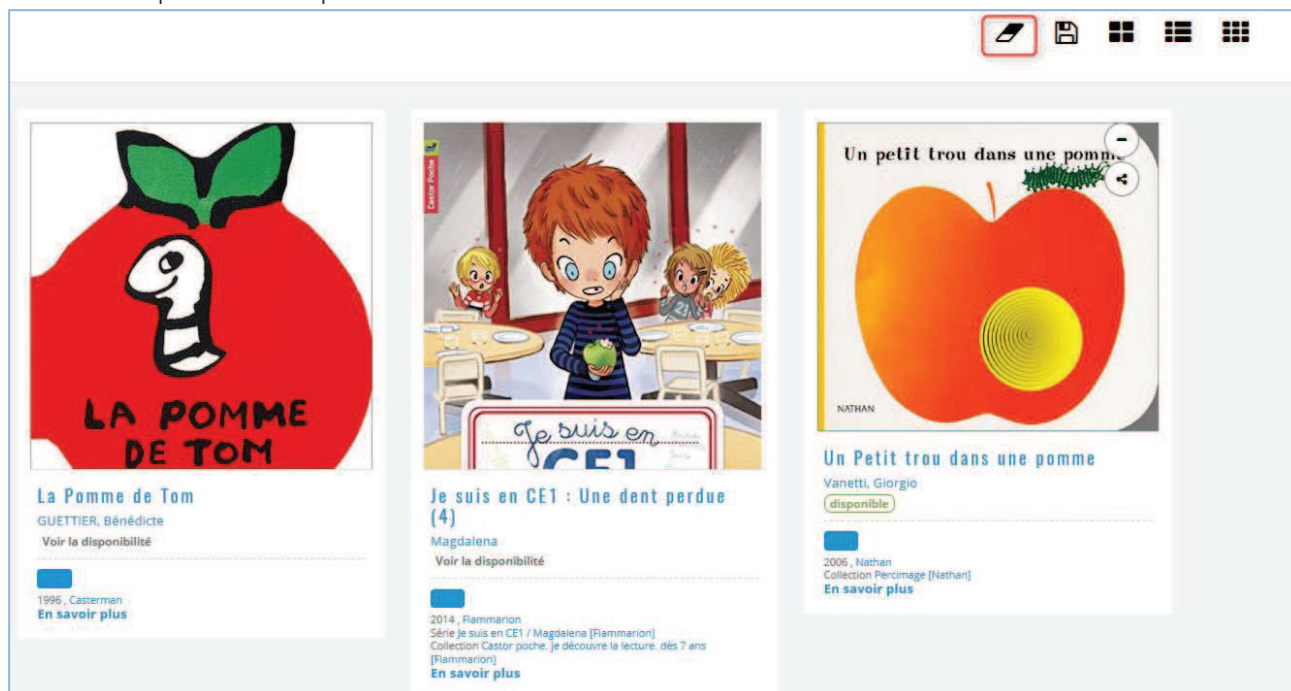 LA POMME
DE TOM
La Pomme de Tom
GUETTIER, Bénédicte
Voir la disponibilité
1996 , Casterman
En savoir plus
Castor Poche
21
Je suis en
CE1
Je suis en CE1 : Une dent perdue
(4)
Magdalena
Voir la disponibilité
2014 , Flammarion
Série Je suis en CE1 / Magdalena [Flammarion]
Collection Castor poche. je découvre la lecture. dès 7 ans
[Flammarion]
En savoir plus
Un petit trou dans une pomme
NATHAN
Un Petit trou dans une pomme
Vanetti, Giorgio
disponible
2006 , Nathan
Collection Percimage [Nathan]
En savoir plus